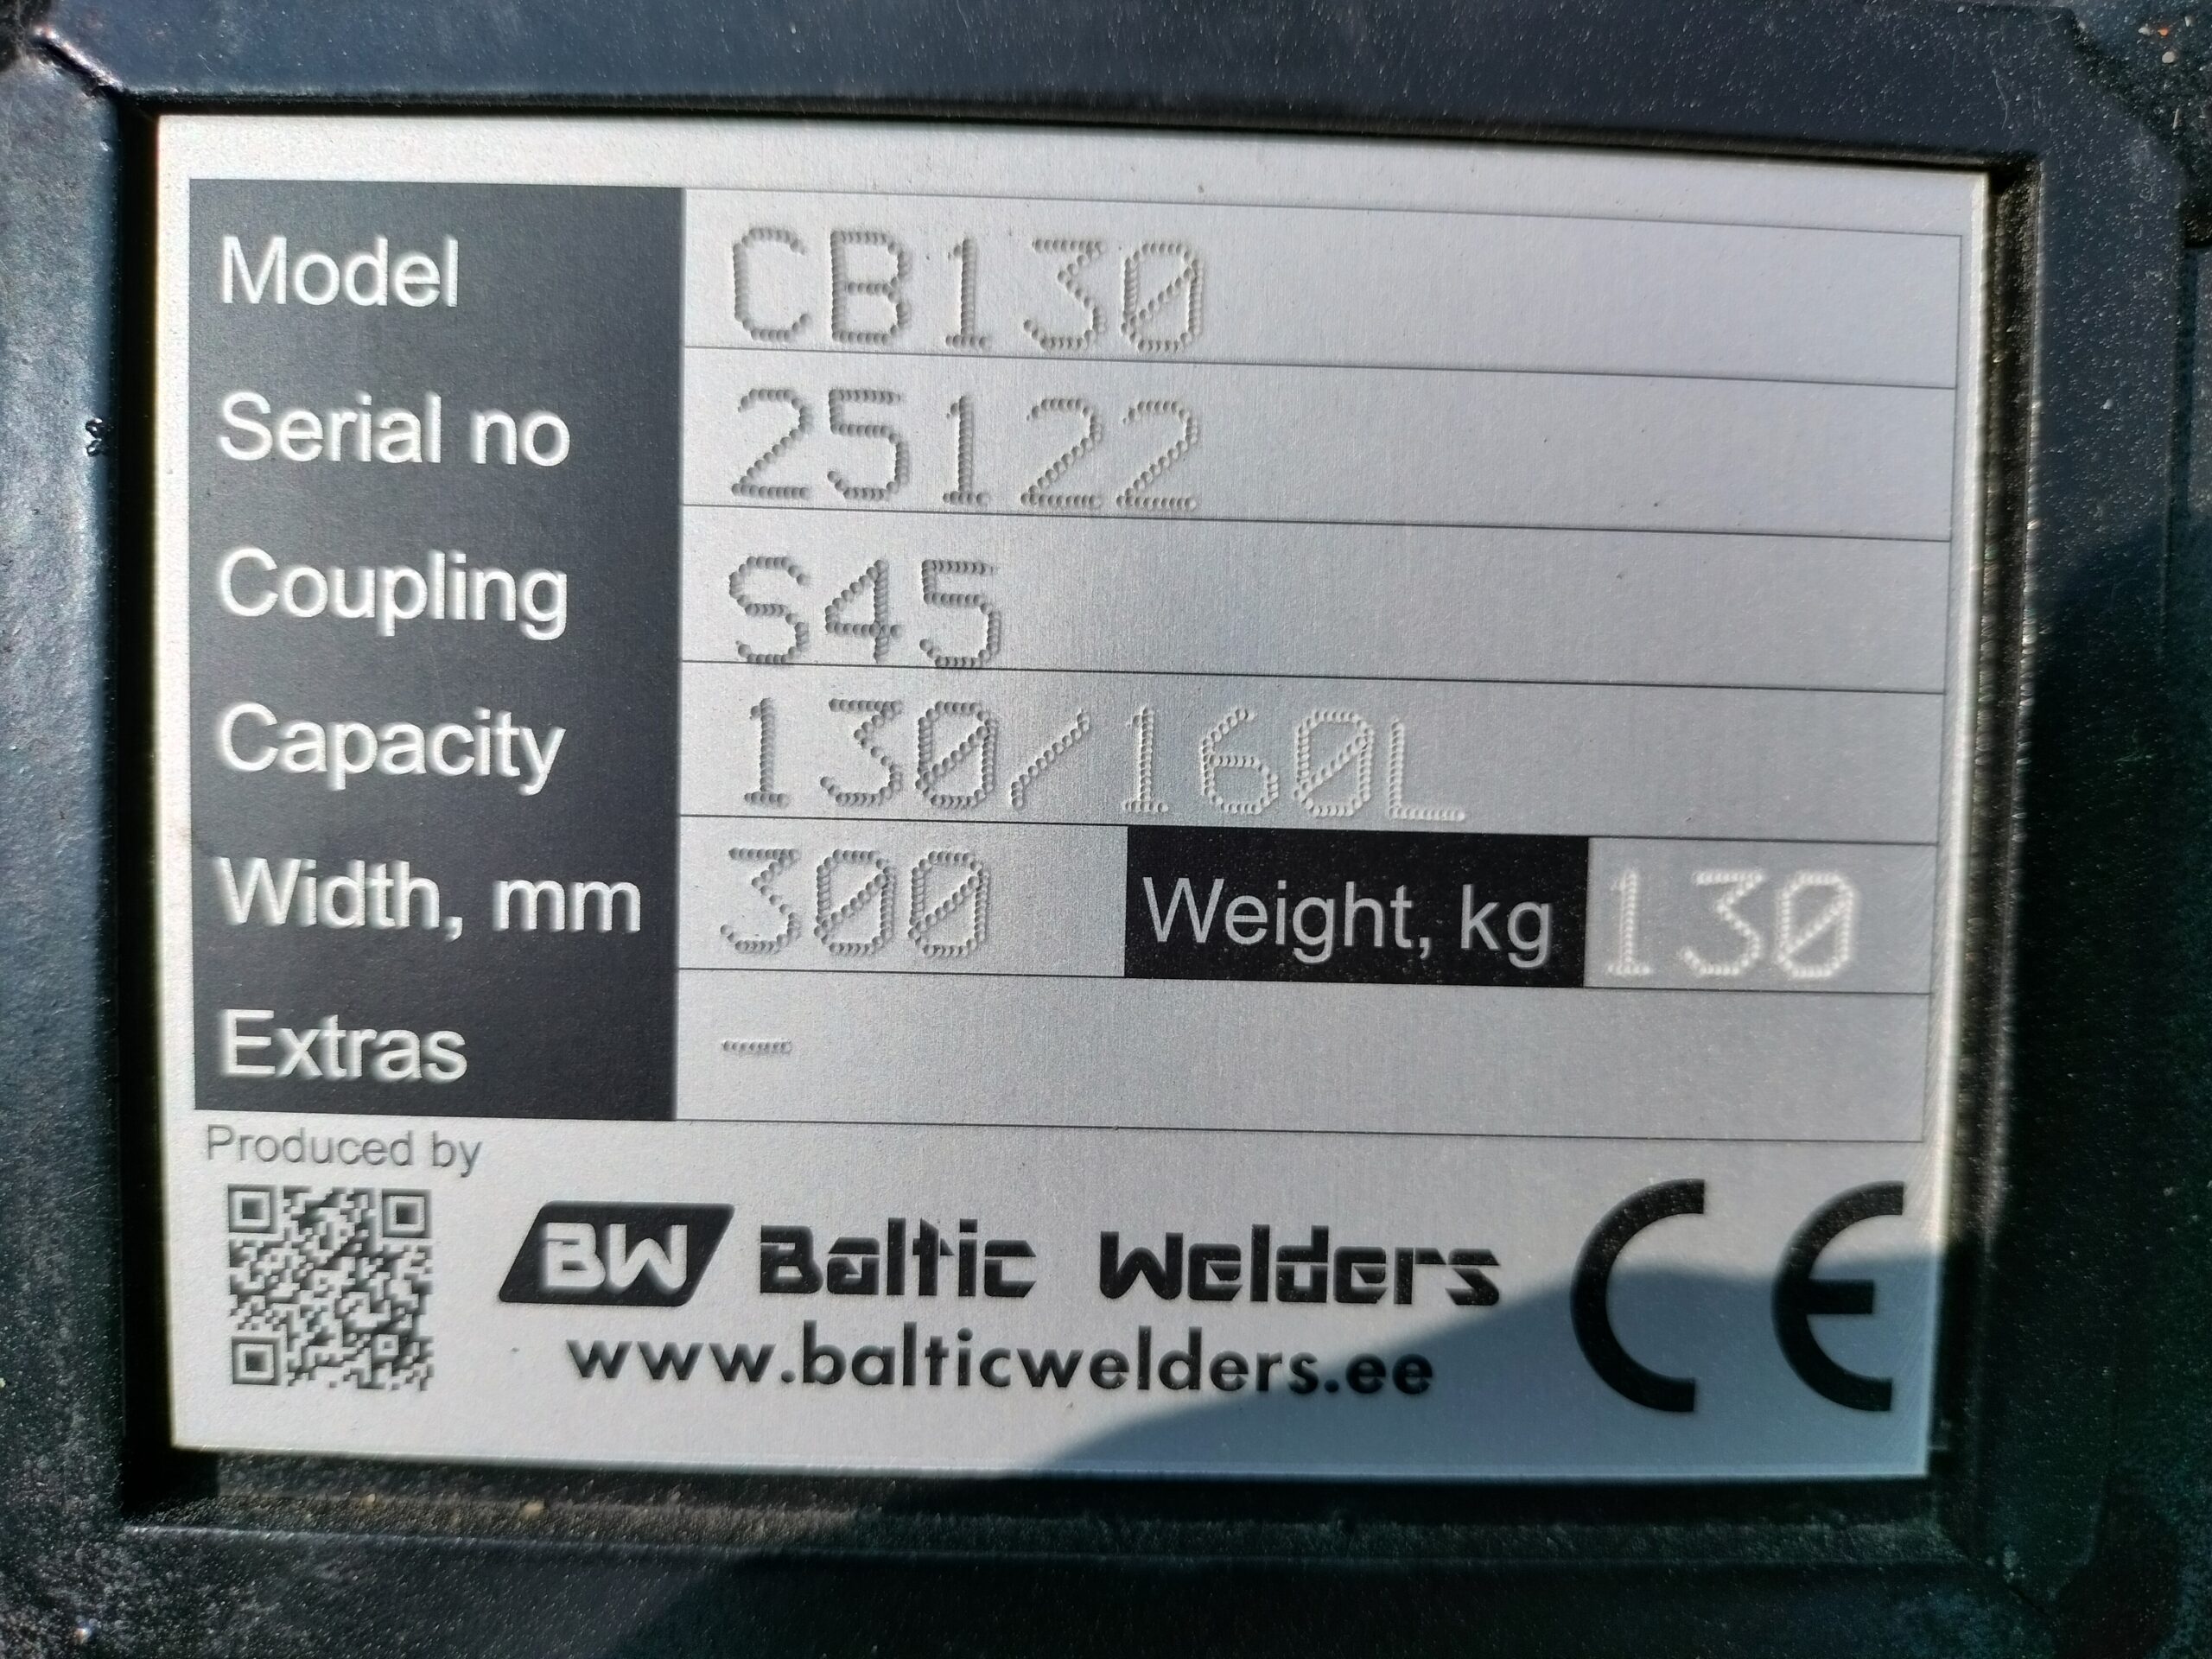 Model CB130
Serial no 25122
Coupling S45
Capacity 130/160L
Width, mm 300 Weight, kg 130
Extras -
Produced by
BW Baltic Welders CE
www.balticwelders.ee